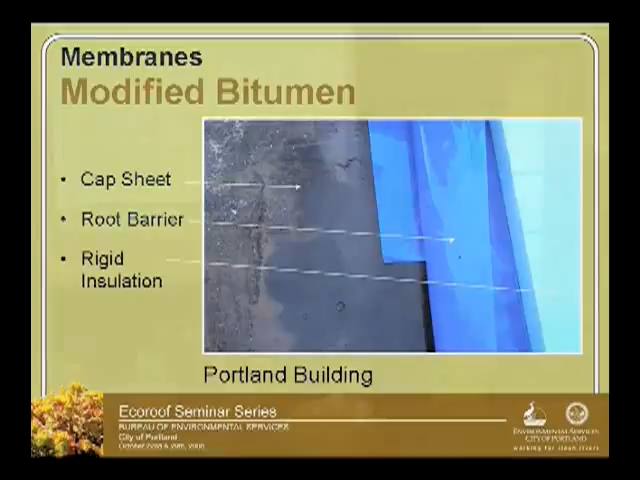 Membranes
Modified Bitumen
• Cap Sheet
• Root Barrier
• Rigid
Insulation
Portland Building
Ecoroof Seminar Series
BUREAU OF ENVIRONMENTAL SERVICES
City of Portland
ENVIRONMENTAL SERVICES
CITY OF PORTLAND
working for clean rivers